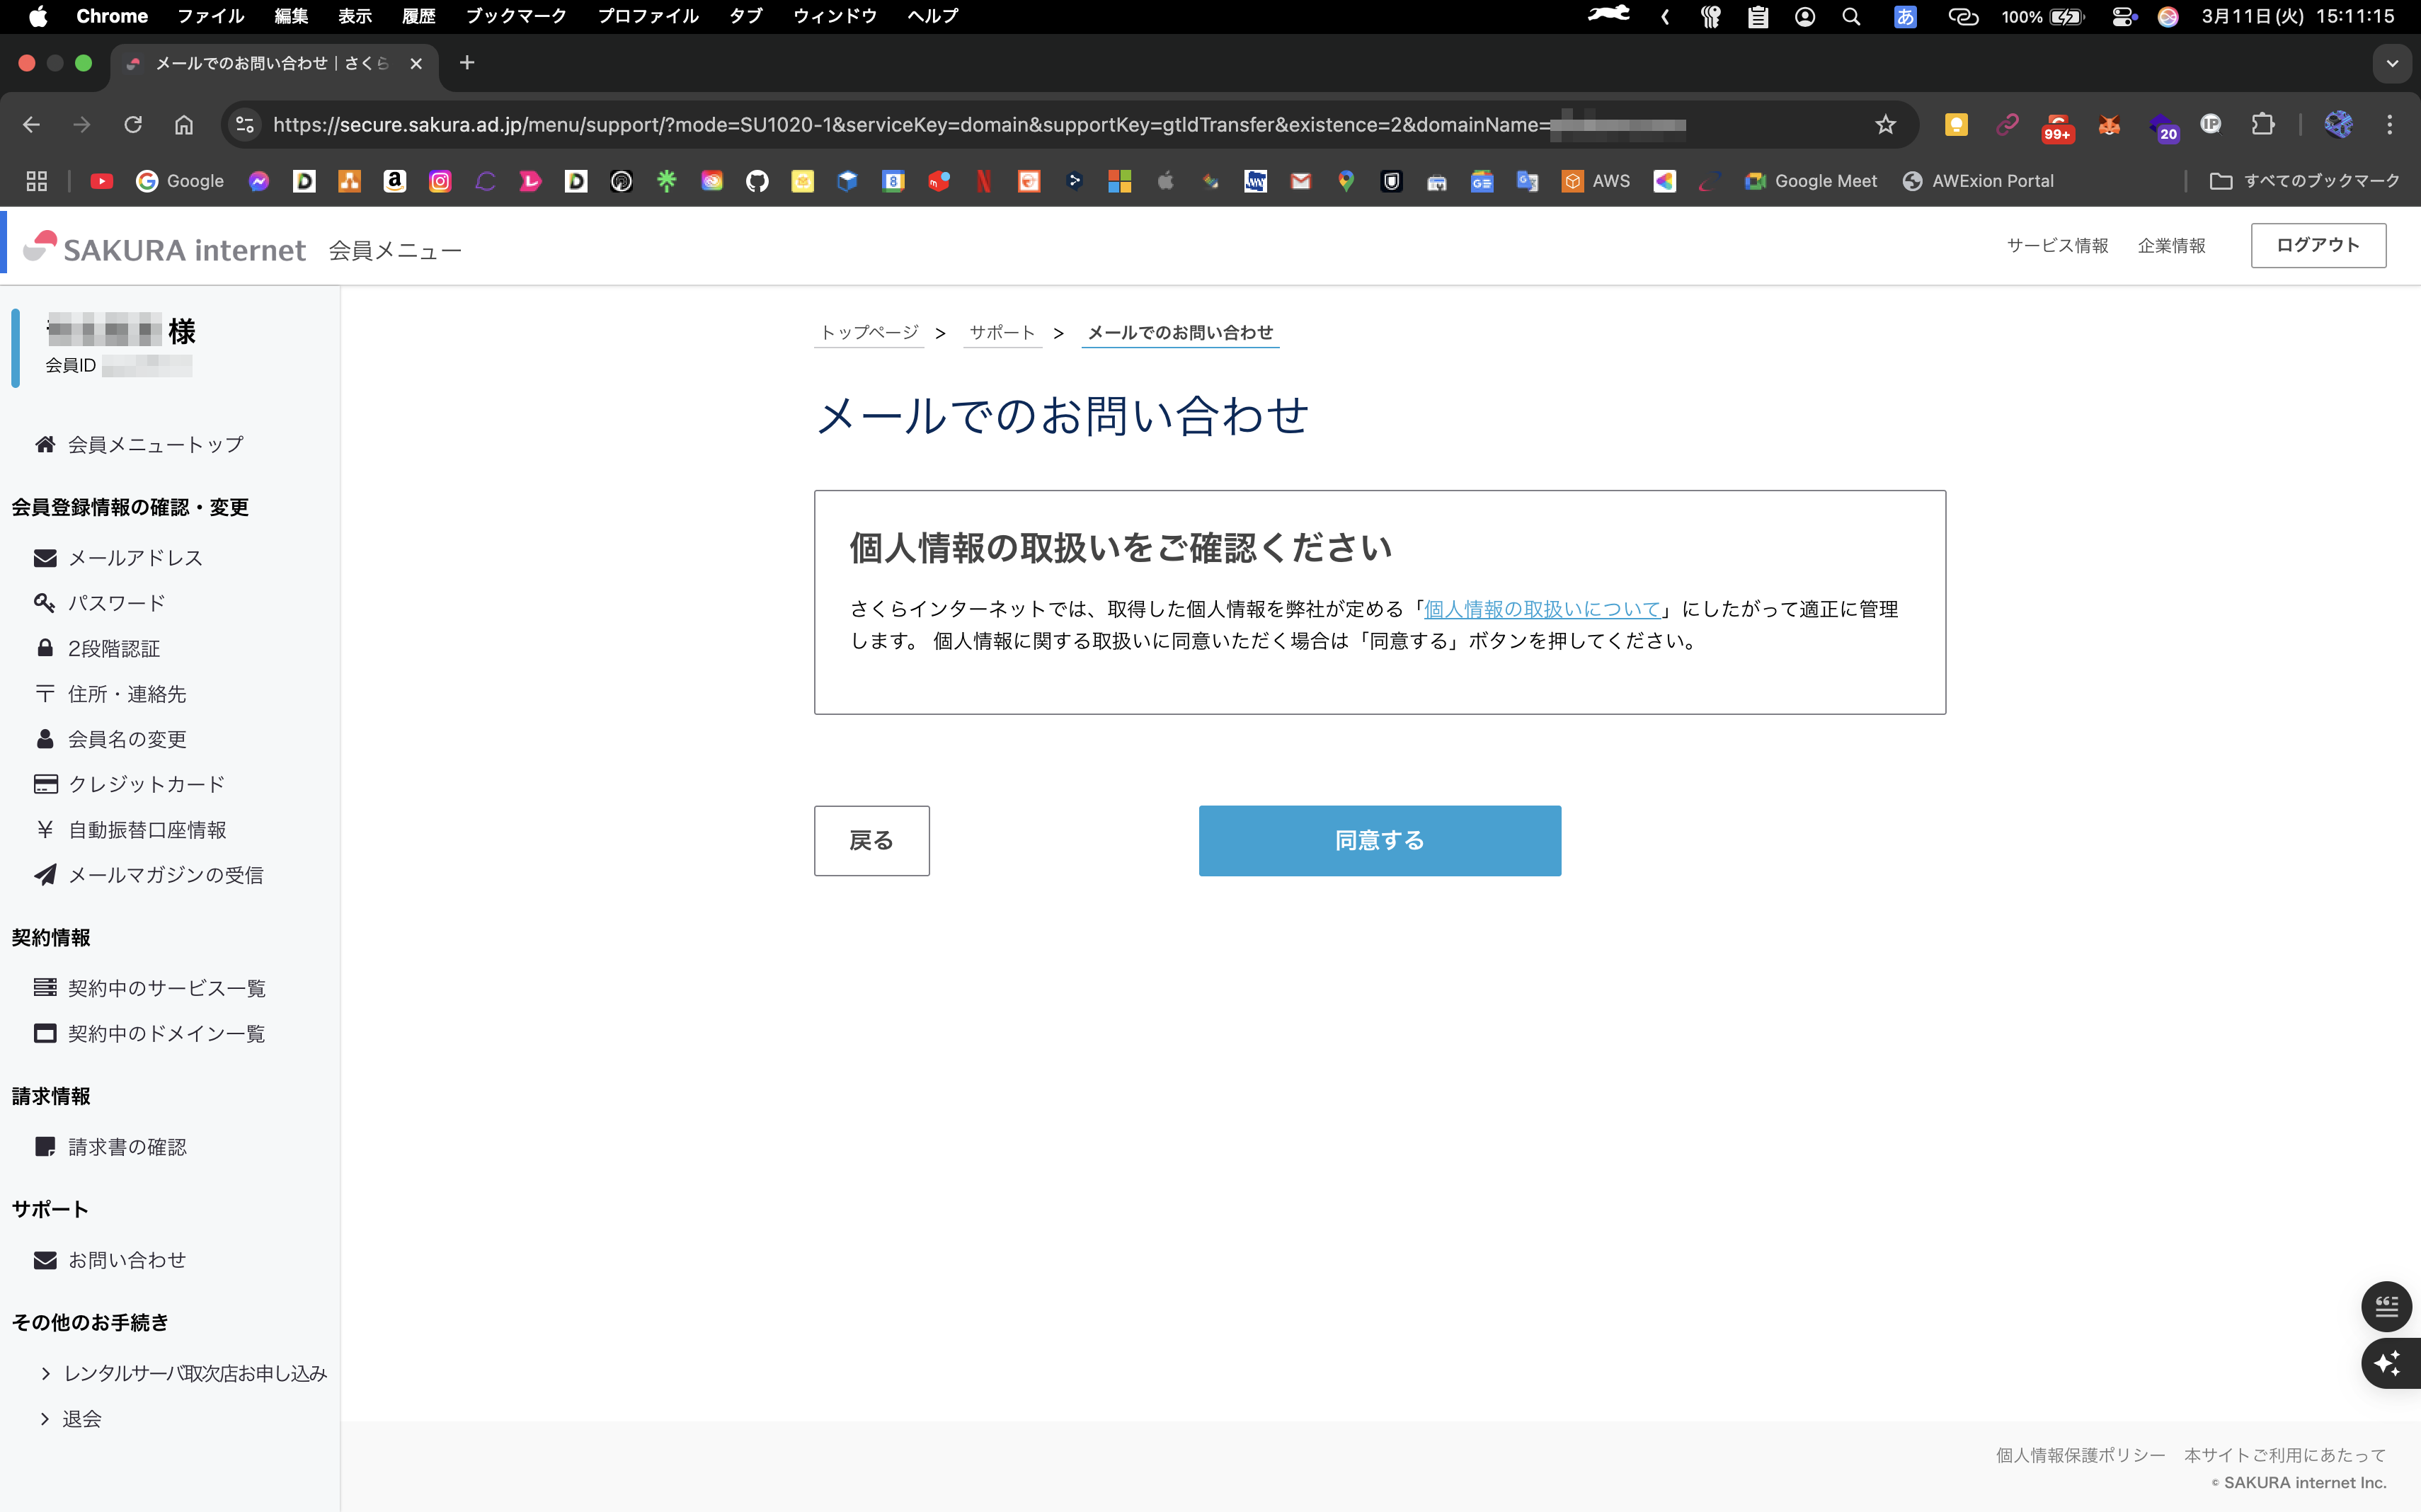 Chrome ファイル 編集 表示 履歴 ブックマーク プロファイル タブ ウィンドウ ヘルプ あ 100% 3月11日(火) 15:11:15
メールでのお問い合わせ｜さくら
https://secure.sakura.ad.jp/menu/support/?mode=SU1020-1&serviceKey=domain&supportKey=gtldTransfer&existence=2&domainName= 99+ 20 IP
Google AWS Google Meet AWExion Portal すべてのブックマーク
SAKURA internet 会員メニュー サービス情報 企業情報 ログアウト
様
会員ID
会員メニュートップ
会員登録情報の確認・変更
メールアドレス
パスワード
2段階認証
住所・連絡先
会員名の変更
クレジットカード
自動振替口座情報
メールマガジンの受信
契約情報
契約中のサービス一覧
契約中のドメイン一覧
請求情報
請求書の確認
サポート
お問い合わせ
その他のお手続き
レンタルサーバ取次店お申し込み
退会
トップページ > サポート > メールでのお問い合わせ
メールでのお問い合わせ
個人情報の取扱いをご確認ください
さくらインターネットでは、取得した個人情報を弊社が定める「個人情報の取扱いについて」にしたがって適正に管理
します。 個人情報に関する取扱いに同意いただく場合は「同意する」ボタンを押してください。
戻る 同意する
個人情報保護ポリシー 本サイトご利用にあたって
© SAKURA internet Inc.